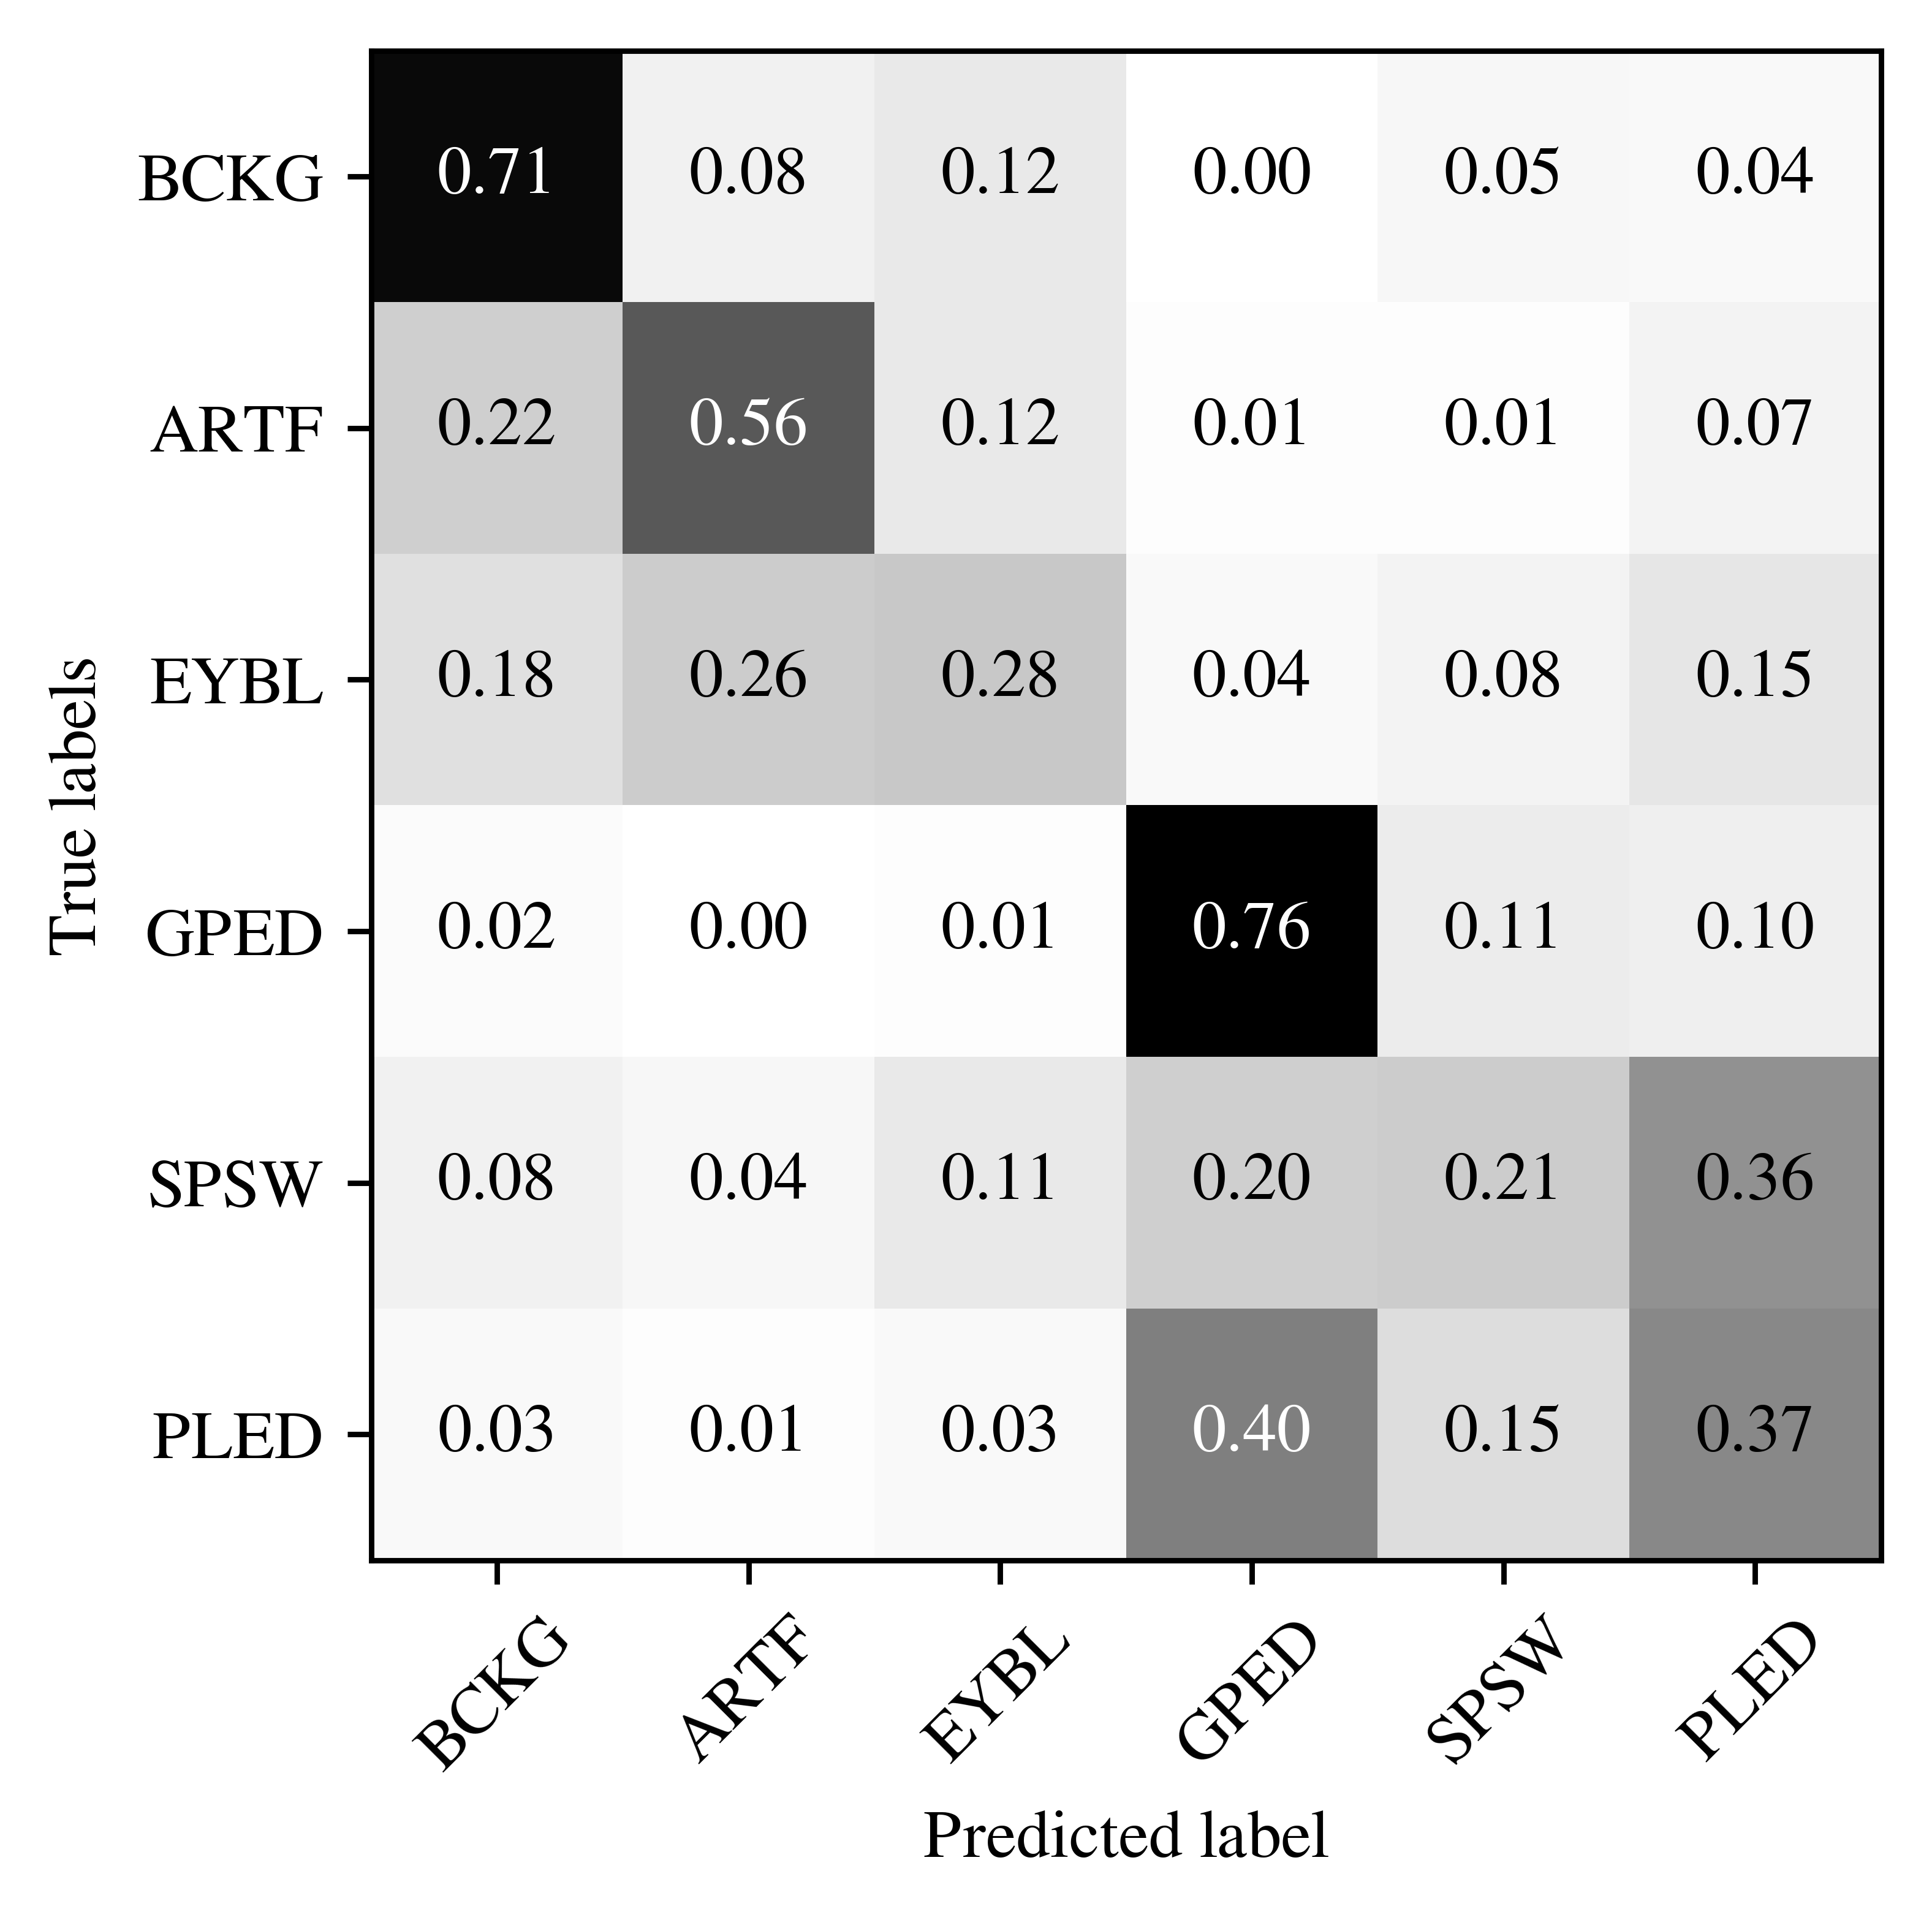 BCKG 0.71 0.08 0.12 0.00 0.05 0.04
ARTF 0.22 0.56 0.12 0.01 0.01 0.07
EYBL 0.18 0.26 0.28 0.04 0.08 0.15
GPED 0.02 0.00 0.01 0.76 0.11 0.10
SPSW 0.08 0.04 0.11 0.20 0.21 0.36
PLED 0.03 0.01 0.03 0.40 0.15 0.37
True labels
BCKG ARTF EYBL GPED SPSW PLED
Predicted label